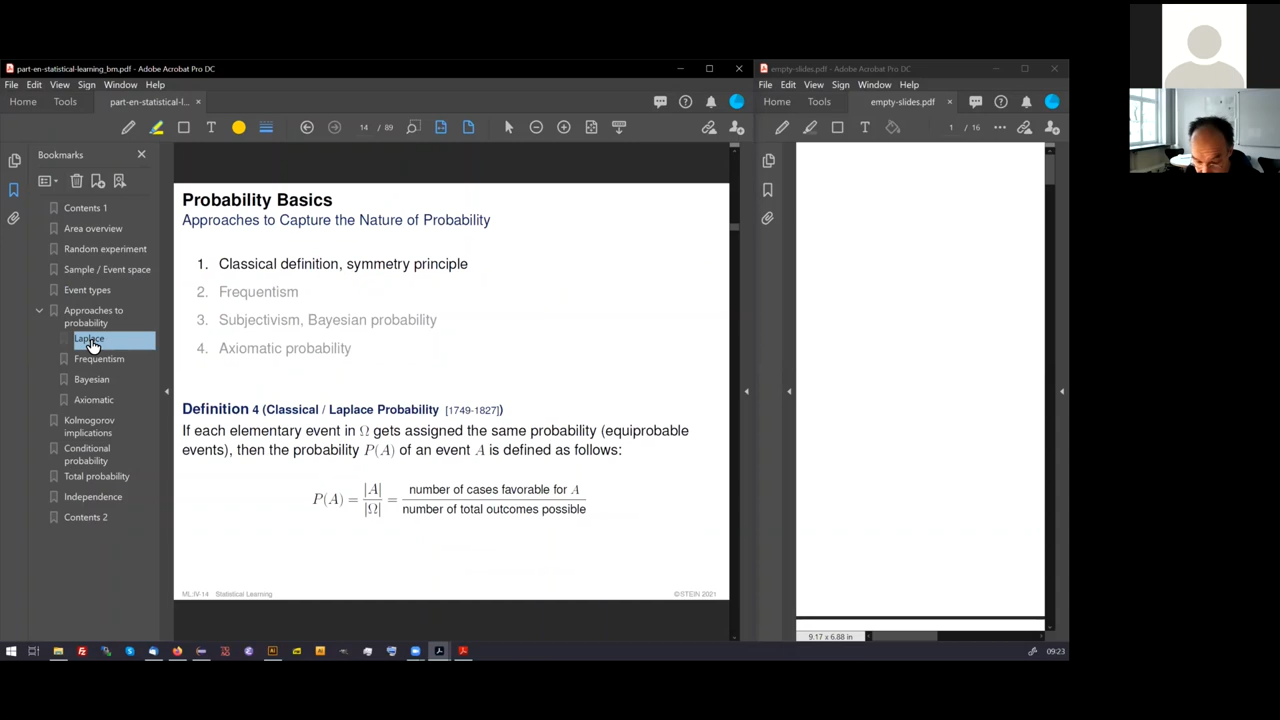 part-en-statistical-learning_bm.pdf - Adobe Acrobat Pro DC
File Edit View Sign Window Help
Home Tools part-en-statistical-l... ×
14 / 89
Bookmarks
Contents 1
Area overview
Random experiment
Sample / Event space
Event types
Approaches to
probability
Laplace
Frequentism
Bayesian
Axiomatic
Kolmogorov
implications
Conditional
probability
Total probability
Independence
Contents 2
Probability Basics
Approaches to Capture the Nature of Probability
1. Classical definition, symmetry principle
2. Frequentism
3. Subjectivism, Bayesian probability
4. Axiomatic probability
Definition 4 (Classical / Laplace Probability [1749-1827])
If each elementary event in Ω gets assigned the same probability (equiprobable
events), then the probability P(A) of an event A is defined as follows:
P(A) = |A| / |Ω| = number of cases favorable for A / number of total outcomes possible
ML:IV-14 Statistical Learning ©STEIN 2021
empty-slides.pdf - Adobe Acrobat Pro DC
File Edit View Sign Window Help
Home Tools empty-slides.pdf ×
1 / 16
9.17 x 6.88 in
09:23